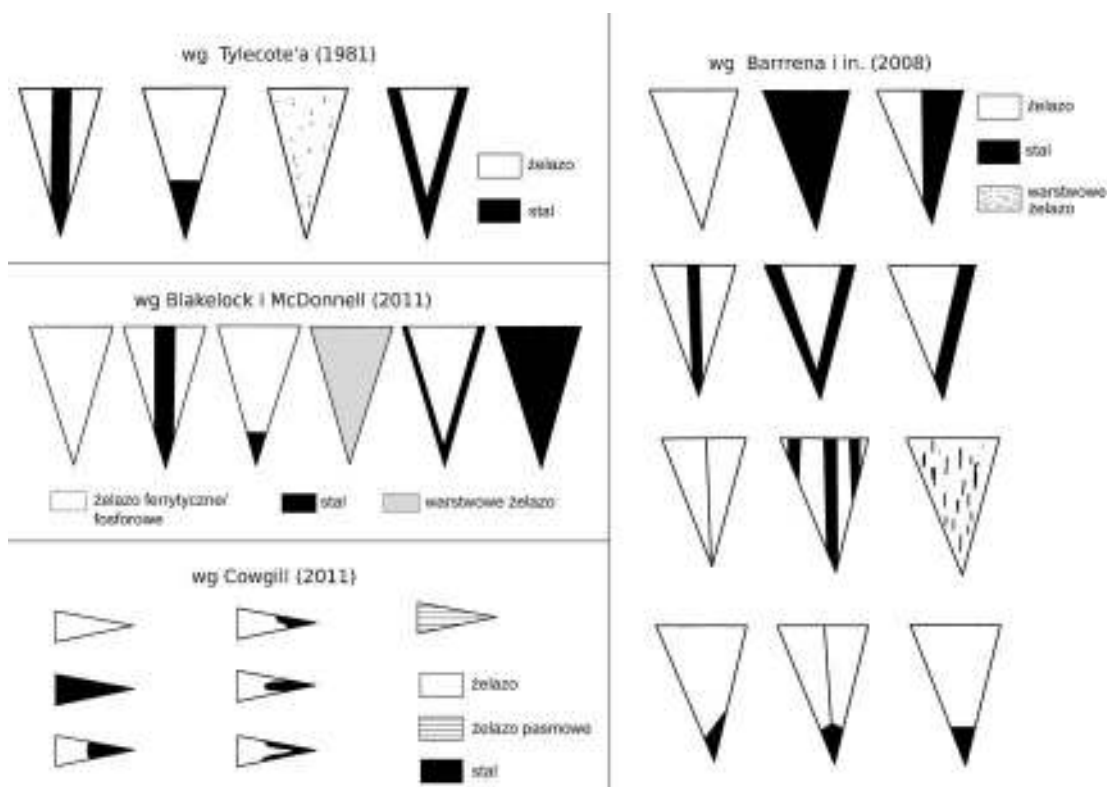 wg Tylecote'a (1981)
żelazo
stal
wg Blakelock i McDonnell (2011)
żelazo ferrytyczne/
fosforowe
stal
warstwowe żelazo
wg Cowgill (2011)
żelazo
żelazo pasmowe
stal
wg Barrrena i in. (2008)
żelazo
stal
warstwowe
żelazo